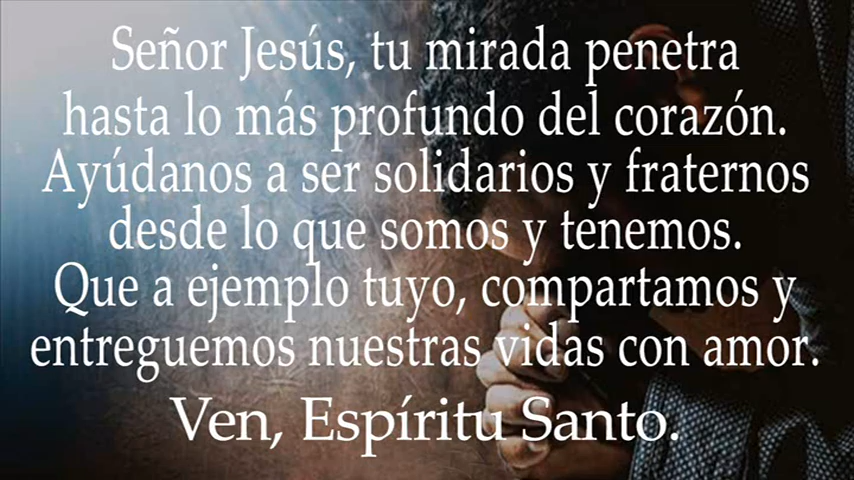 Señor Jesús, tu mirada penetra
hasta lo más profundo del corazón.
Ayúdanos a ser solidarios y fraternos
desde lo que somos y tenemos.
Que a ejemplo tuyo, compartamos y
entreguemos nuestras vidas con amor.
Ven, Espíritu Santo.